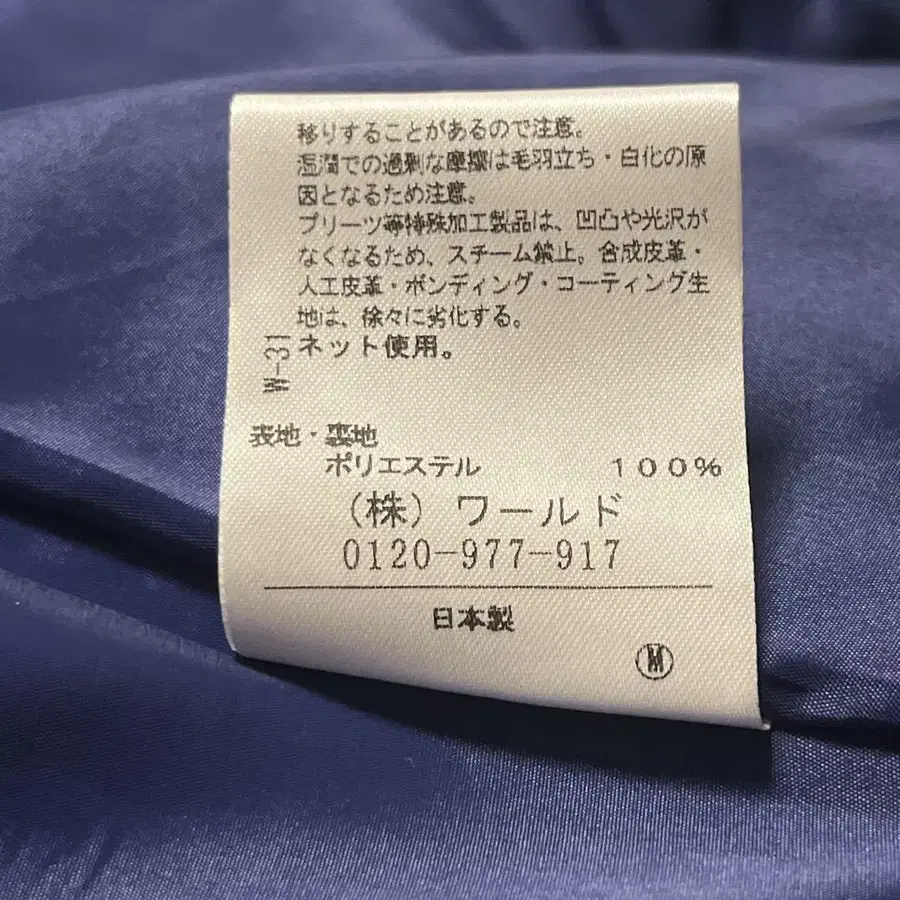 移りすることがあるので注意。
湿潤での過剰な摩擦は毛羽立ち・白化の原
因となるため注意。
プリーツ等特殊加工製品は、凹凸や光沢が
なくなるため、スチーム禁止。合成皮革・
人工皮革・ボンディング・コーティング生
地は、徐々に劣化する。
ネット使用。
W-31
表地・裏地
ポリエステル 100%
(株)ワールド
0120-977-917
日本製
M